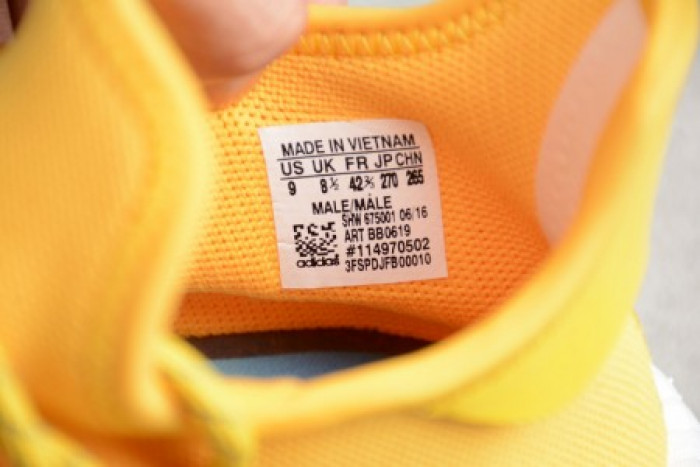 MADE IN VIETNAM
US UK FR JP CHN
9 8½ 42⅔ 270 265
MALE/MÂLE
SHW 675001 06/16
ART BB0619
#114970502
adidas 3FSPDJFB00010